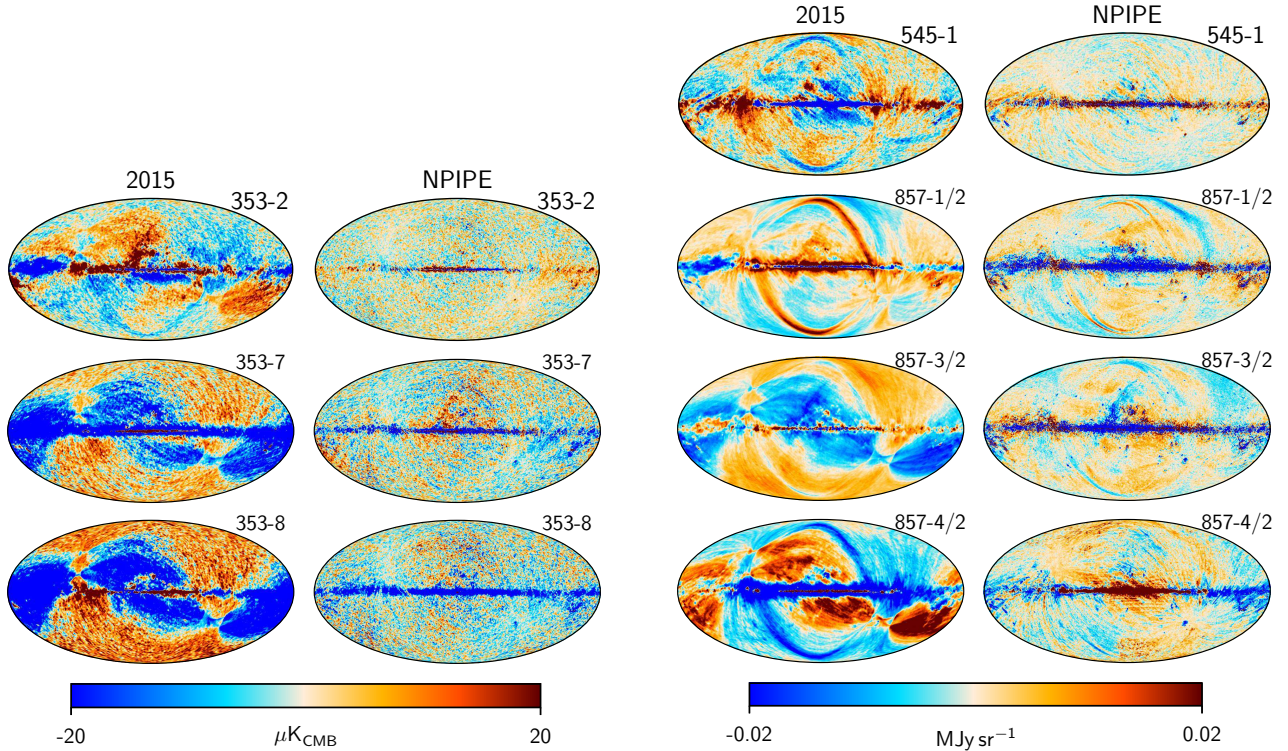 2015 NPIPE
353-2 353-2
353-7 353-7
353-8 353-8
-20 20
μK_CMB
2015 NPIPE
545-1 545-1
857-1/2 857-1/2
857-3/2 857-3/2
857-4/2 857-4/2
-0.02 0.02
MJy sr⁻¹